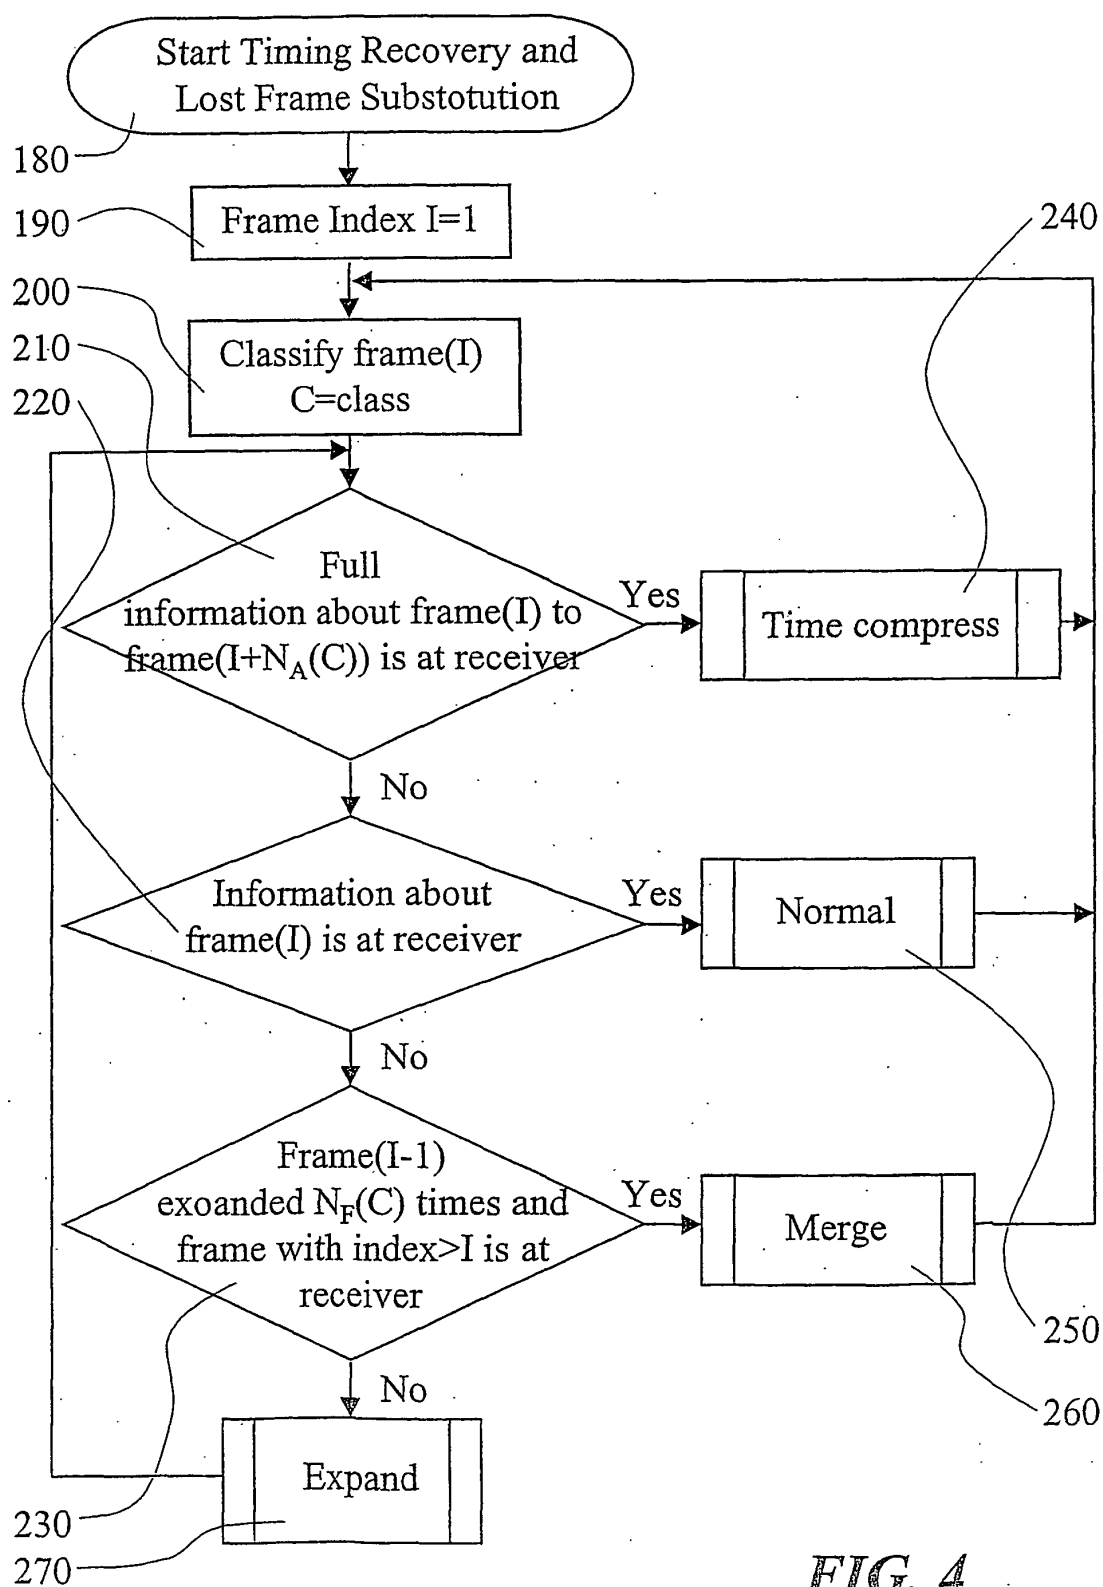 Start Timing Recovery and
Lost Frame Substotution
180
190
Frame Index I=1
240
200
210
Classify frame(I)
C=class
220
Full
information about frame(I) to
frame(I+N_A(C)) is at receiver
Yes
Time compress
No
Information about
frame(I) is at receiver
Yes
Normal
No
Frame(I-1)
exoanded N_F(C) times and
frame with index>I is at
receiver
Yes
Merge
250
260
No
Expand
230
270
FIG. 4